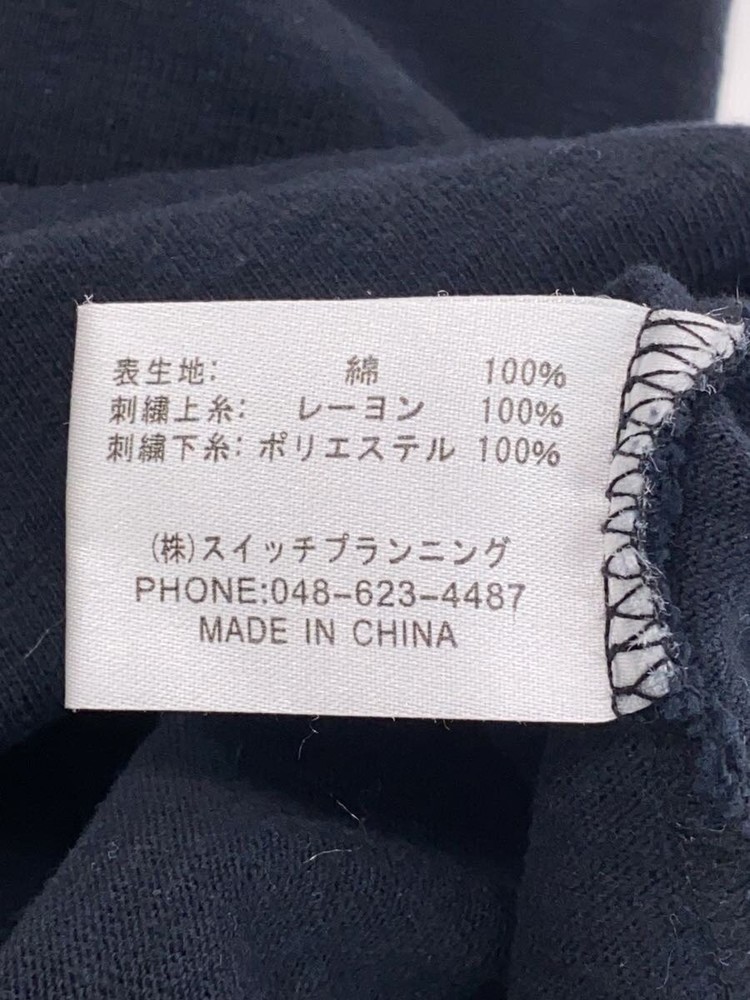 表生地: 綿 100%
刺繍上糸: レーヨン 100%
刺繍下糸: ポリエステル 100%
(株)スイッチプランニング
PHONE:048-623-4487
MADE IN CHINA